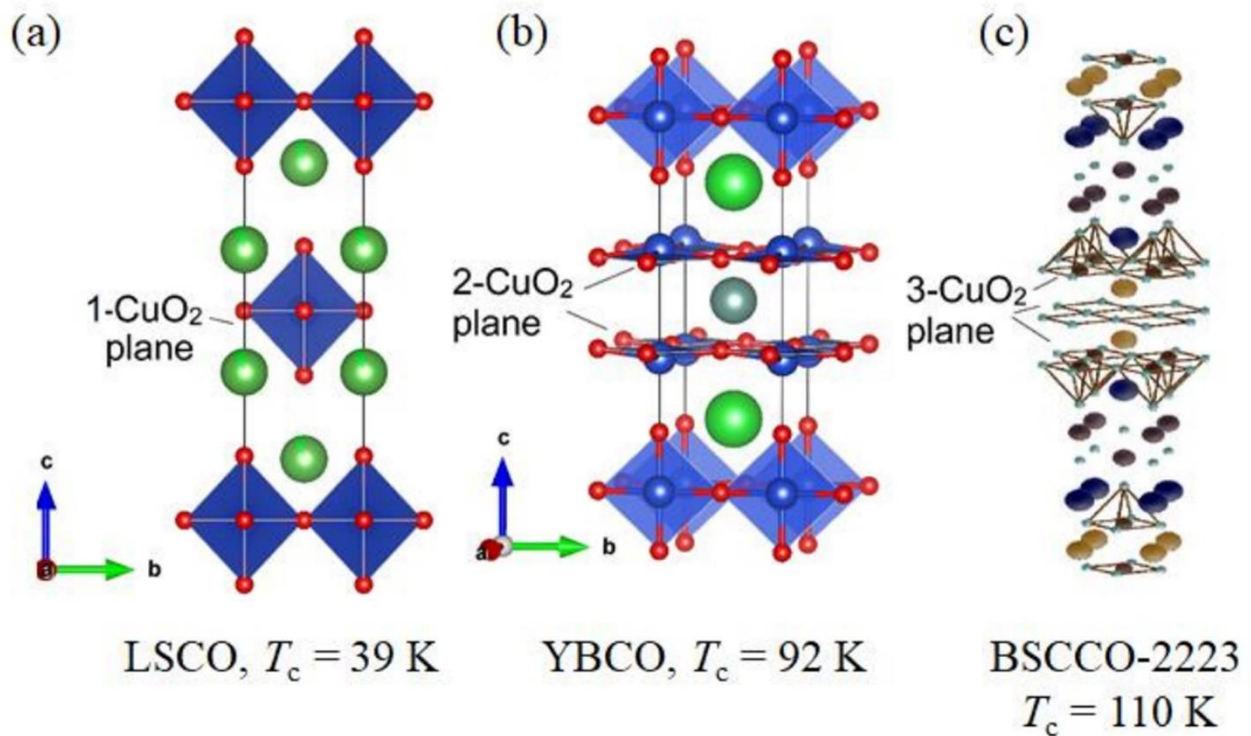 (a)
(b)
(c)
1-CuO₂
plane
2-CuO₂
plane
3-CuO₂
plane
c
a
b
c
a
b
LSCO, Tc = 39 K
YBCO, Tc = 92 K
BSCCO-2223
Tc = 110 K